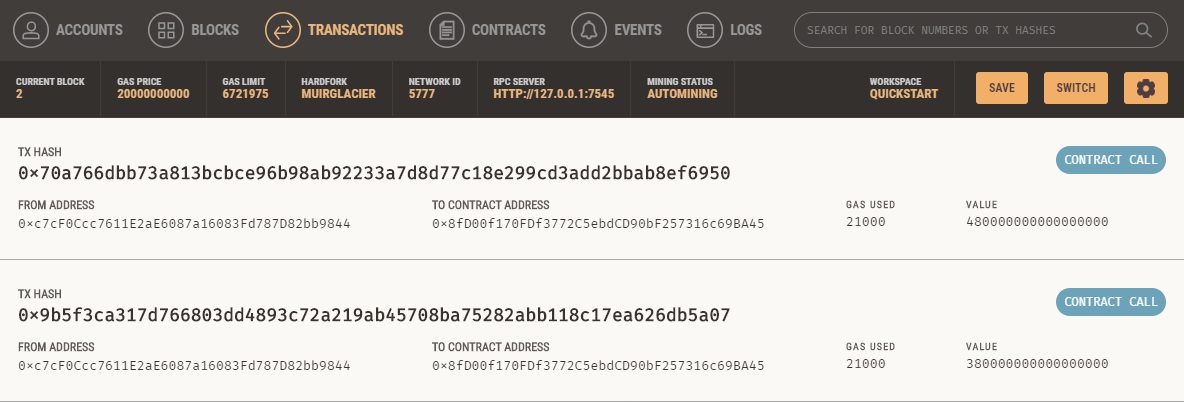 ACCOUNTS BLOCKS TRANSACTIONS CONTRACTS EVENTS LOGS SEARCH FOR BLOCK NUMBERS OR TX HASHES
CURRENT BLOCK GAS PRICE GAS LIMIT HARDFORK NETWORK ID RPC SERVER MINING STATUS WORKSPACE
2 20000000000 6721975 MUIRGLACIER 5777 HTTP://127.0.0.1:7545 AUTOMINING QUICKSTART SAVE SWITCH
TX HASH
0×70a766dbb73a813bcbce96b98ab92233a7d8d77c18e299cd3add2bbab8ef6950 CONTRACT CALL
FROM ADDRESS TO CONTRACT ADDRESS GAS USED VALUE
0×c7cF0Ccc7611E2aE6087a16083Fd787D82bb9844 0×8fD00f170FDf3772C5ebdCD90bF257316c69BA45 21000 480000000000000000
TX HASH
0×9b5f3ca317d766803dd4893c72a219ab45708ba75282abb118c17ea626db5a07 CONTRACT CALL
FROM ADDRESS TO CONTRACT ADDRESS GAS USED VALUE
0×c7cF0Ccc7611E2aE6087a16083Fd787D82bb9844 0×8fD00f170FDf3772C5ebdCD90bF257316c69BA45 21000 380000000000000000